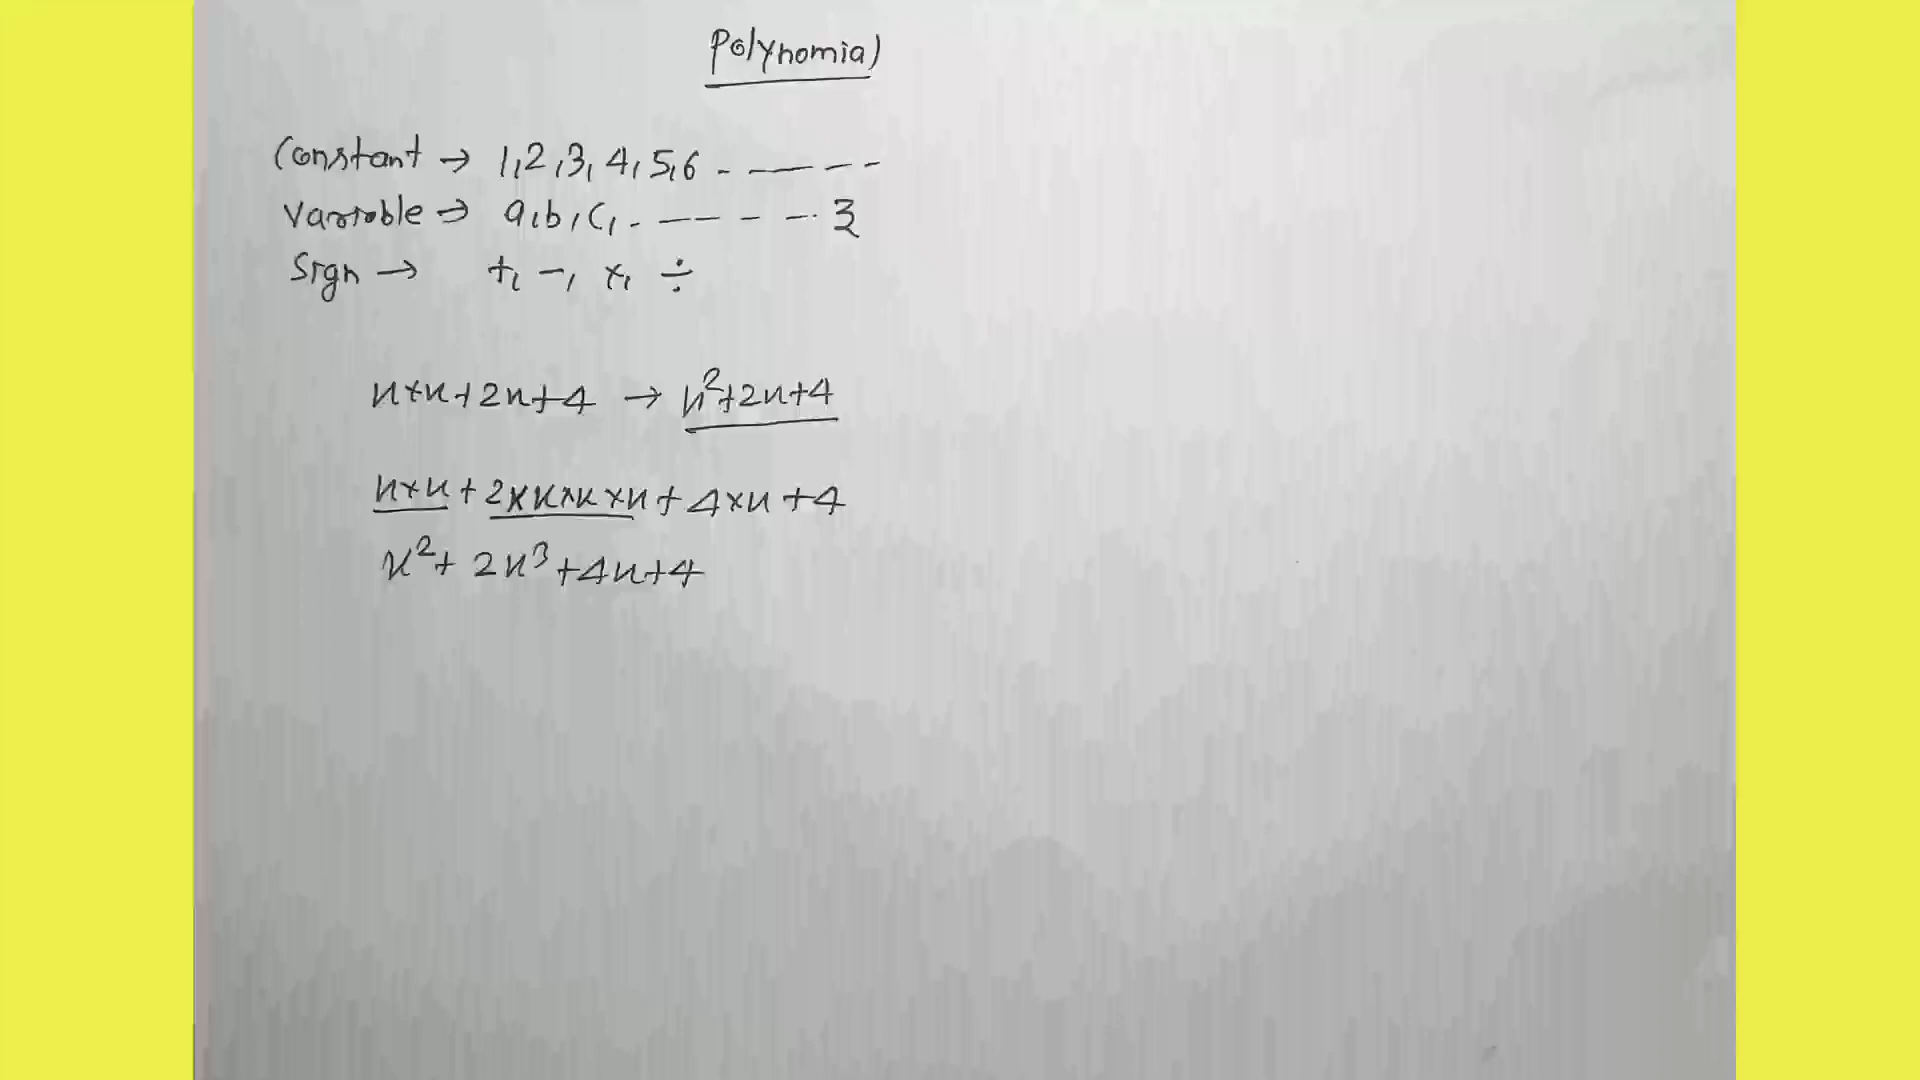 Polynomial
Constant → 1, 2, 3, 4, 5, 6 - — - -
Variable → a, b, c, - — - - - z
Sign → +, -, ×, ÷
x×x+2x+4 → x²+2x+4
x×x + 2×x×x×x + 4×x + 4
x² + 2x³ + 4x + 4